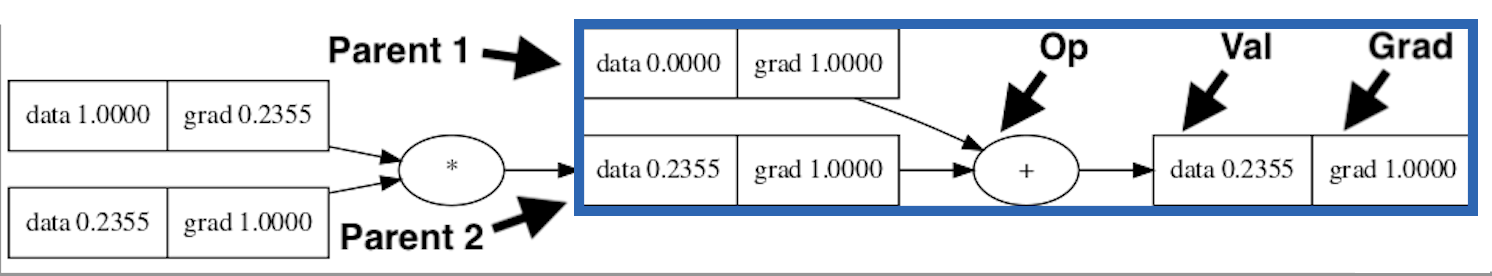 Parent 1
Op
Val
Grad
data 0.0000 grad 1.0000
data 1.0000 grad 0.2355
*
data 0.2355 grad 1.0000
+
data 0.2355 grad 1.0000
data 0.2355 grad 1.0000
Parent 2